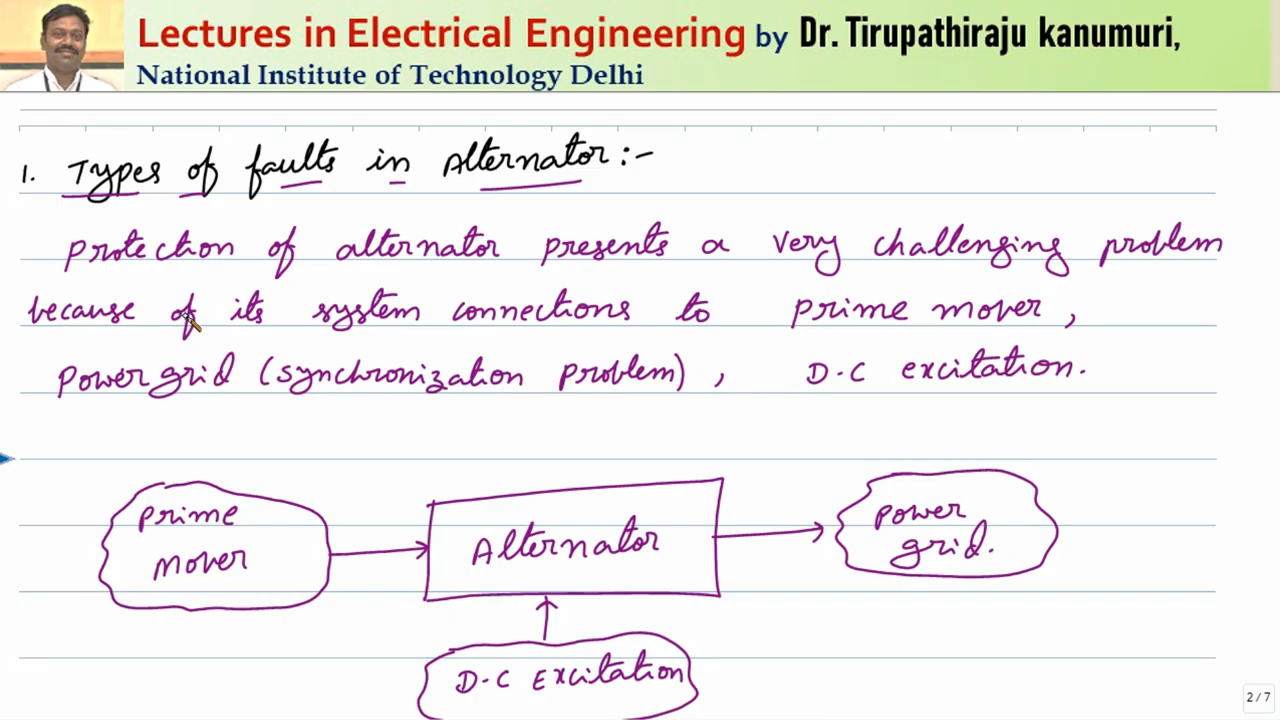 Lectures in Electrical Engineering by Dr. Tirupathiraju kanumuri,
National Institute of Technology Delhi
1. Types of faults in Alternator :-
Protection of alternator presents a very challenging problem
because of its system connections to prime mover,
power grid (synchronization problem), D.C excitation.
Prime
mover
Alternator
Power
grid.
D.C Excitation
2 / 7